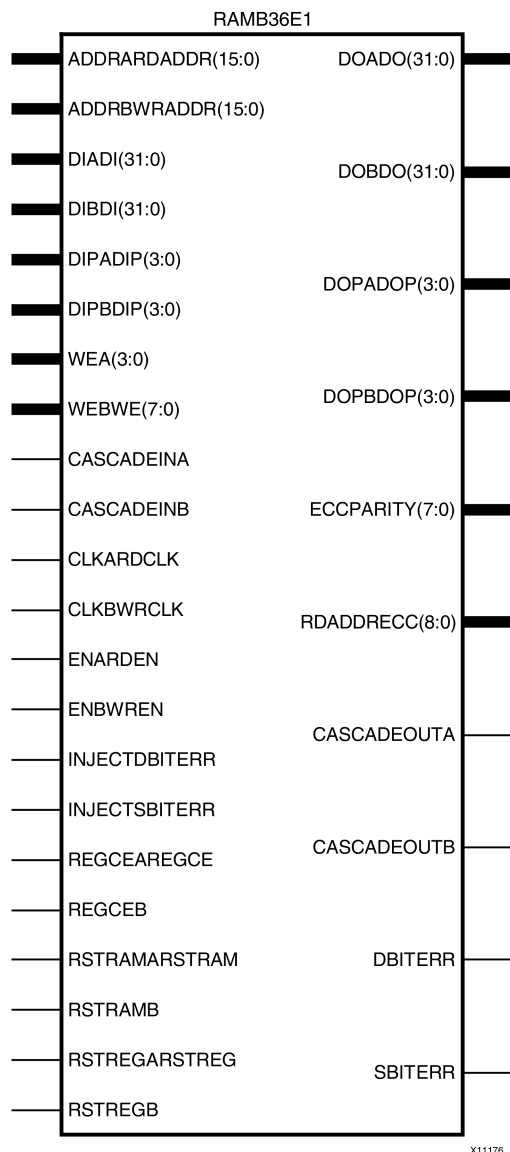 RAMB36E1
ADDRARDADDR(15:0)
ADDRBWRADDR(15:0)
DIADI(31:0)
DIBDI(31:0)
DIPADIP(3:0)
DIPBDIP(3:0)
WEA(3:0)
WEBWE(7:0)
CASCADEINA
CASCADEINB
CLKARDCLK
CLKBWRCLK
ENARDEN
ENBWREN
INJECTDBITERR
INJECTSBITERR
REGCEAREGCE
REGCEB
RSTRAMARSTRAM
RSTRAMB
RSTREGARSTREG
RSTREGB
DOADO(31:0)
DOBDO(31:0)
DOPADOP(3:0)
DOPBDOP(3:0)
ECCPARITY(7:0)
RDADDRECC(8:0)
CASCADEOUTA
CASCADEOUTB
DBITERR
SBITERR
X11176